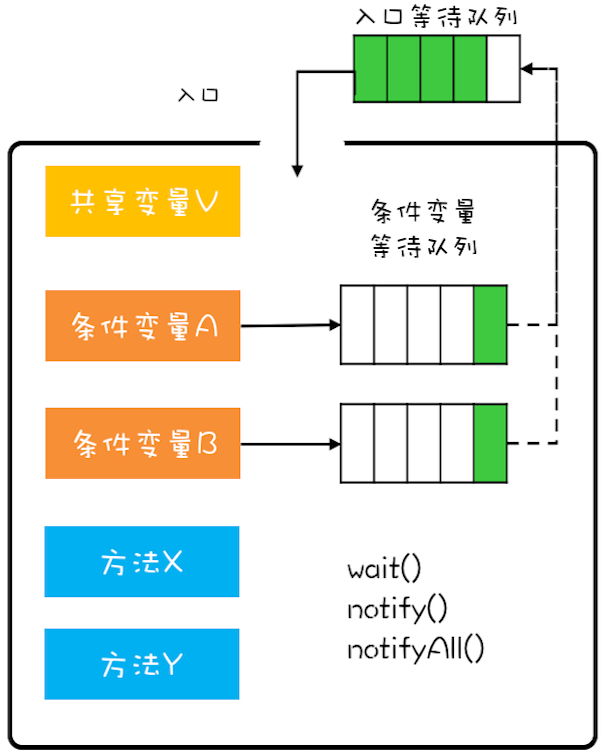 入口等待队列
入口
共享变量V
条件变量
等待队列
条件变量A
条件变量B
方法X
wait()
notify()
notifyAll()
方法Y